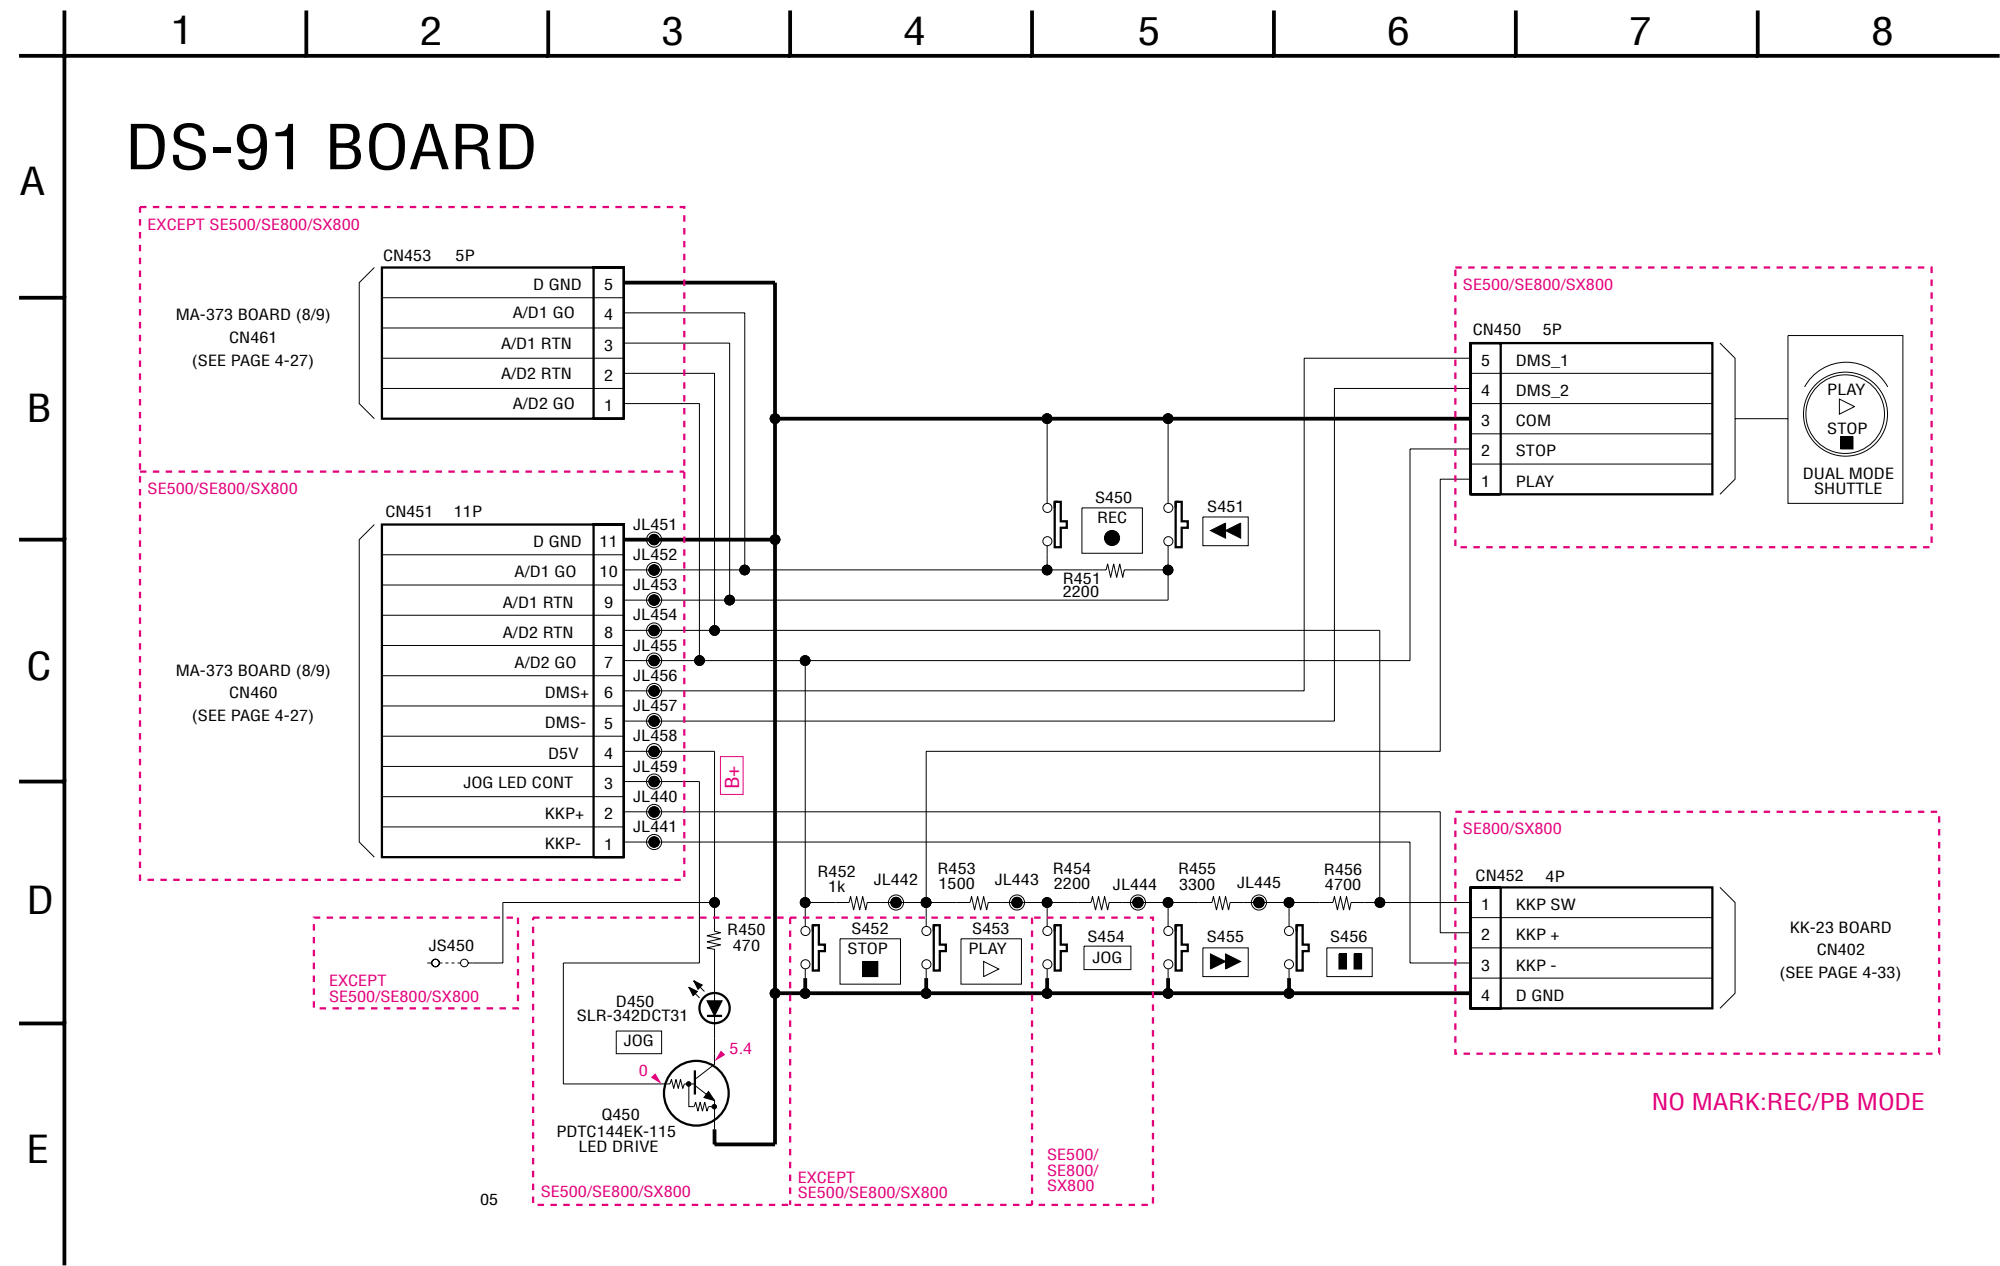 1 2 3 4 5 6 7 8
A
B
C
D
E
DS-91 BOARD
EXCEPT SE500/SE800/SX800
CN453 5P
D GND 5
A/D1 GO 4
A/D1 RTN 3
A/D2 RTN 2
A/D2 GO 1
MA-373 BOARD (8/9)
CN461
(SEE PAGE 4-27)
SE500/SE800/SX800
CN451 11P
D GND 11 JL451
A/D1 GO 10 JL452
A/D1 RTN 9 JL453
A/D2 RTN 8 JL454
A/D2 GO 7 JL455
DMS+ 6 JL456
DMS- 5 JL457
D5V 4 JL458
JOG LED CONT 3 JL459
KKP+ 2 JL440
KKP- 1 JL441
MA-373 BOARD (8/9)
CN460
(SEE PAGE 4-27)
B+
S450
REC
S451
R451
2200
SE500/SE800/SX800
CN450 5P
5 DMS_1
4 DMS_2
3 COM
2 STOP
1 PLAY
PLAY
STOP
DUAL MODE
SHUTTLE
JS450
EXCEPT
SE500/SE800/SX800
R450
470
D450
SLR-342DCT31
JOG
5.4
0
Q450
PDTC144EK-115
LED DRIVE
SE500/SE800/SX800
R452
1k
JL442
R453
1500
JL443
R454
2200
JL444
R455
3300
JL445
R456
4700
S452
STOP
S453
PLAY
S454
JOG
S455
S456
EXCEPT
SE500/SE800/SX800
SE500/
SE800/
SX800
SE800/SX800
CN452 4P
1 KKP SW
2 KKP +
3 KKP -
4 D GND
KK-23 BOARD
CN402
(SEE PAGE 4-33)
NO MARK:REC/PB MODE
05